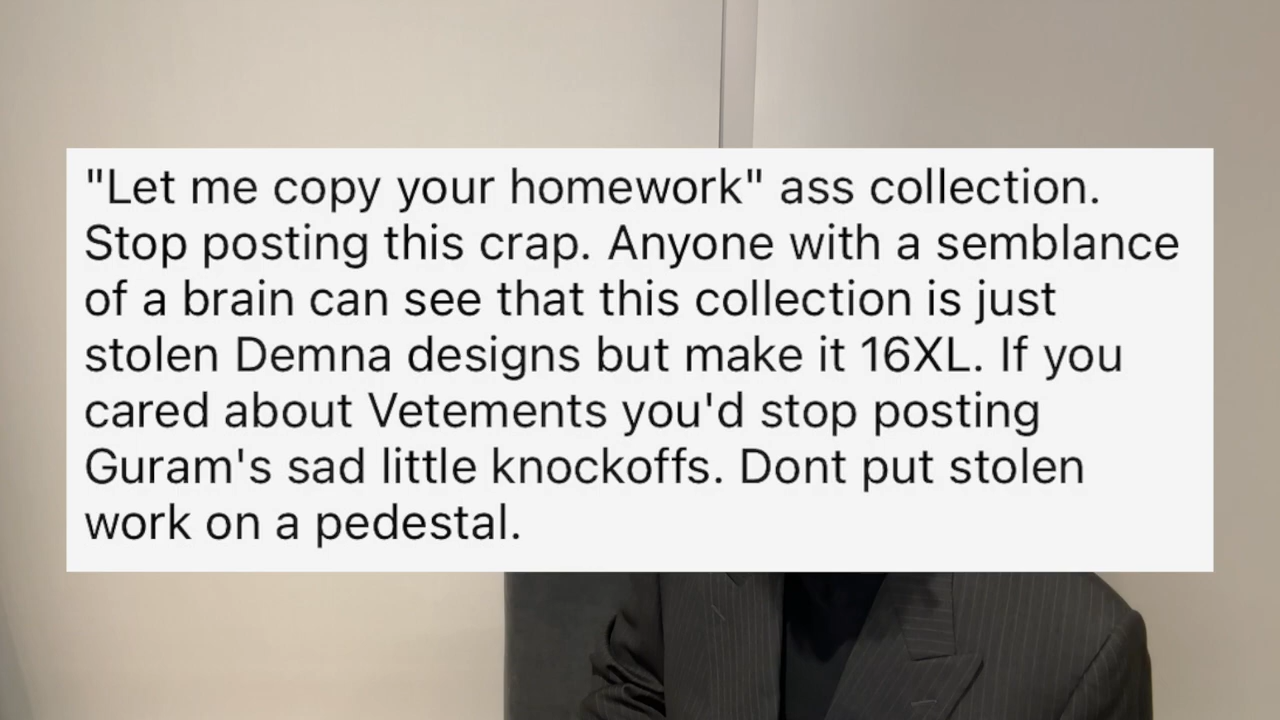 "Let me copy your homework" ass collection.
Stop posting this crap. Anyone with a semblance
of a brain can see that this collection is just
stolen Demna designs but make it 16XL. If you
cared about Vetements you'd stop posting
Guram's sad little knockoffs. Dont put stolen
work on a pedestal.